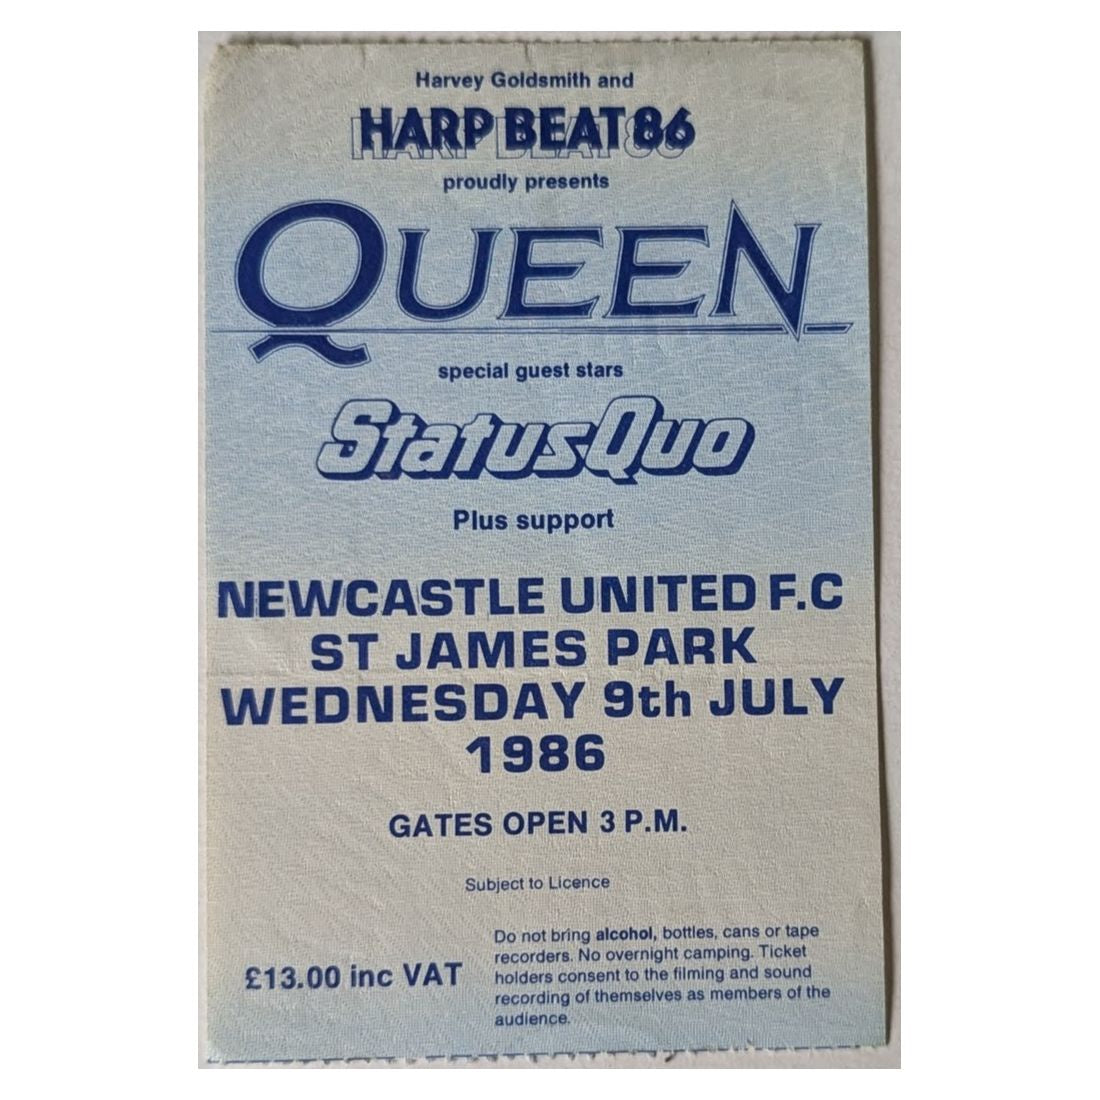 Harvey Goldsmith and
HARP BEAT 86
proudly presents
QUEEN
special guest stars
Status Quo
Plus support
NEWCASTLE UNITED F.C
ST JAMES PARK
WEDNESDAY 9th JULY
1986
GATES OPEN 3 P.M.
Subject to Licence
£13.00 inc VAT
Do not bring alcohol, bottles, cans or tape
recorders. No overnight camping. Ticket
holders consent to the filming and sound
recording of themselves as members of the
audience.